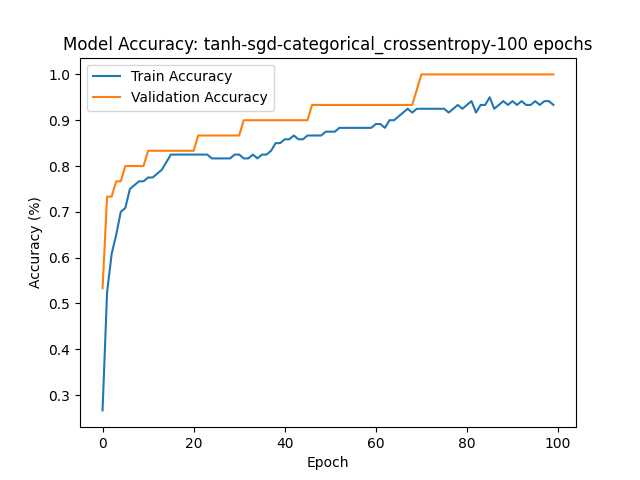 Model Accuracy: tanh-sgd-categorical_crossentropy-100 epochs
Train Accuracy
Validation Accuracy
Accuracy (%)
1.0
0.9
0.8
0.7
0.6
0.5
0.4
0.3
0 20 40 60 80 100
Epoch